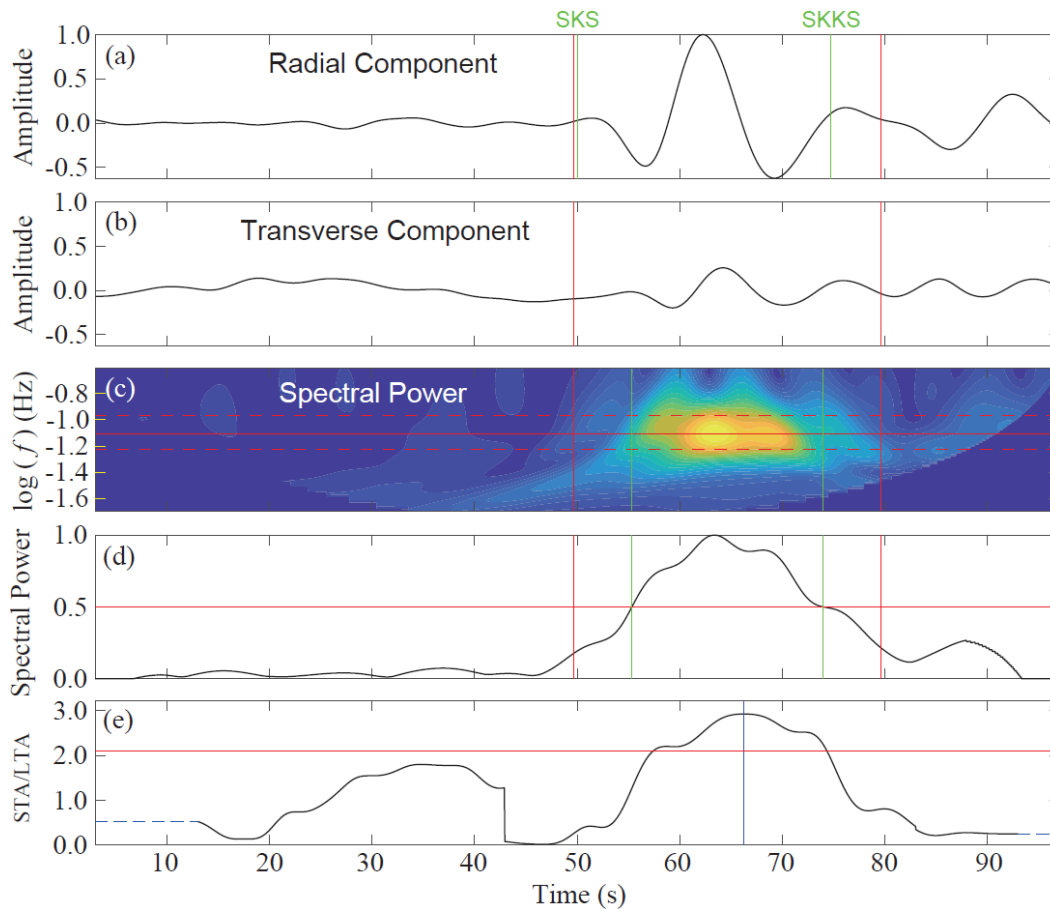 SKS SKKS
(a) Radial Component
Amplitude
1.0
0.5
0.0
-0.5
(b) Transverse Component
Amplitude
1.0
0.5
0.0
-0.5
(c) Spectral Power
log (f) (Hz)
-0.8
-1.0
-1.2
-1.4
-1.6
(d)
Spectral Power
1.0
0.5
0.0
(e)
STA/LTA
3.0
2.0
1.0
0.0
10 20 30 40 50 60 70 80 90
Time (s)